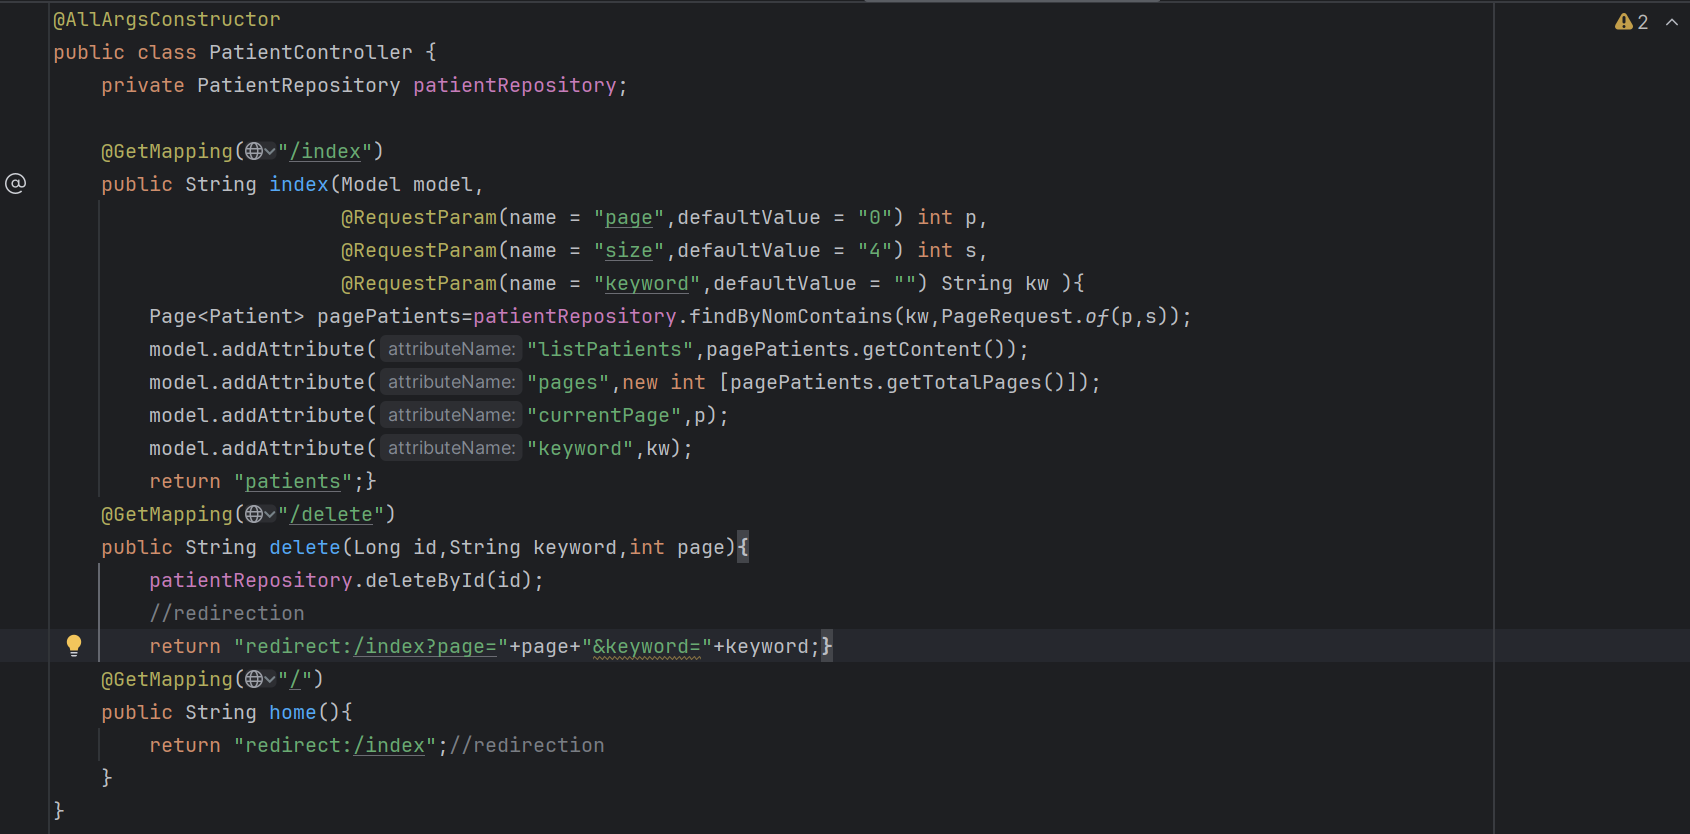 @AllArgsConstructor
public class PatientController {
    private PatientRepository patientRepository;

    @GetMapping("/index")
    public String index(Model model,
                        @RequestParam(name = "page",defaultValue = "0") int p,
                        @RequestParam(name = "size",defaultValue = "4") int s,
                        @RequestParam(name = "keyword",defaultValue = "") String kw ){
        Page<Patient> pagePatients=patientRepository.findByNomContains(kw,PageRequest.of(p,s));
        model.addAttribute( attributeName: "listPatients",pagePatients.getContent());
        model.addAttribute( attributeName: "pages",new int [pagePatients.getTotalPages()]);
        model.addAttribute( attributeName: "currentPage",p);
        model.addAttribute( attributeName: "keyword",kw);
        return "patients";}
    @GetMapping("/delete")
    public String delete(Long id,String keyword,int page){
        patientRepository.deleteById(id);
        //redirection
        return "redirect:/index?page="+page+"&keyword="+keyword;}
    @GetMapping("/")
    public String home(){
        return "redirect:/index";//redirection
    }
}
2
@